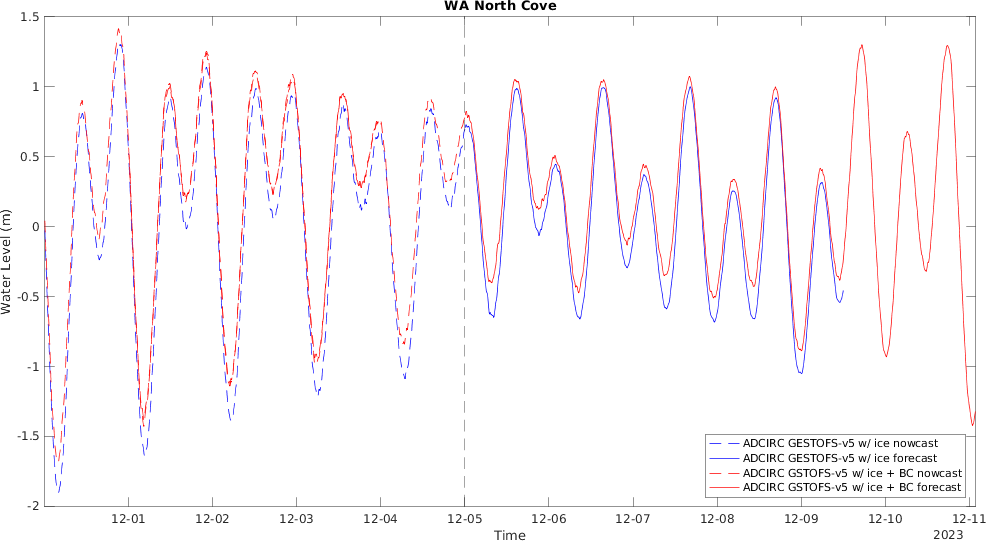 WA North Cove
1.5
1
0.5
0
-0.5
-1
-1.5
-2
Water Level (m)
12-01 12-02 12-03 12-04 12-05 12-06 12-07 12-08 12-09 12-10 12-11
Time
2023
ADCIRC GESTOFS-v5 w/ ice nowcast
ADCIRC GESTOFS-v5 w/ ice forecast
ADCIRC GSTOFS-v5 w/ ice + BC nowcast
ADCIRC GSTOFS-v5 w/ ice + BC forecast